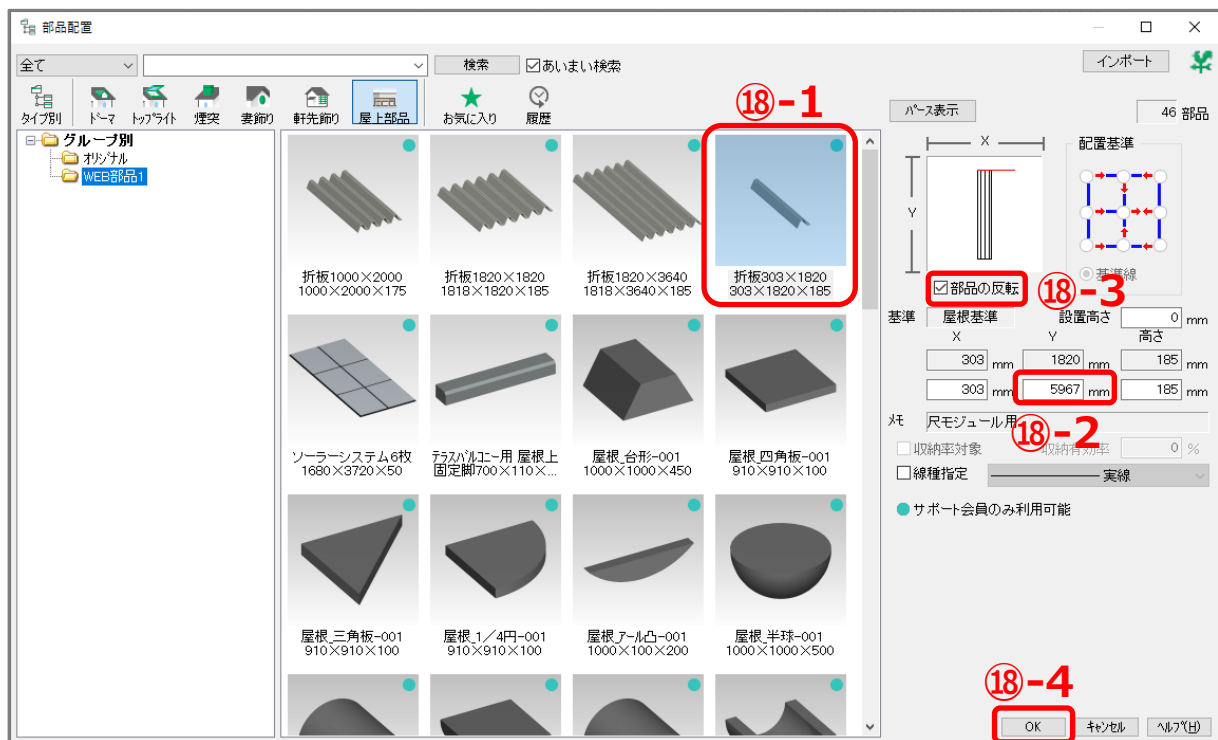 部品配置
全て
検索
あいまい検索
インポート
タイプ別
ドーマ
トップライト
煙突
妻飾り
軒先飾り
屋上部品
お気に入り
履歴
⑱-1
パース表示
46 部品
グループ別
オリジナル
WEB部品1
折板1000×2000
1000×2000×175
折板1820×1820
1818×1820×185
折板1820×3640
1818×3640×185
折板303×1820
303×1820×185
ソーラーシステム6枚
1680×3720×50
テラスバルコニー用 屋根上
固定脚700×110×...
屋根_台形-001
1000×1000×450
屋根_四角板-001
910×910×100
屋根_三角板-001
910×910×100
屋根_1/4円-001
910×910×100
屋根_アール凸-001
1000×100×200
屋根_半球-001
1000×1000×500
X
Y
配置基準
基準線
部品の反転
⑱-3
基準 屋根基準 設置高さ 0 mm
X Y 高さ
303 mm 1820 mm 185 mm
303 mm 5967 mm 185 mm
メモ 尺モジュール用
⑱-2
収納率対象 収納有効率 0 %
線種指定 実線
サポート会員のみ利用可能
⑱-4
OK キャンセル ヘルプ(H)